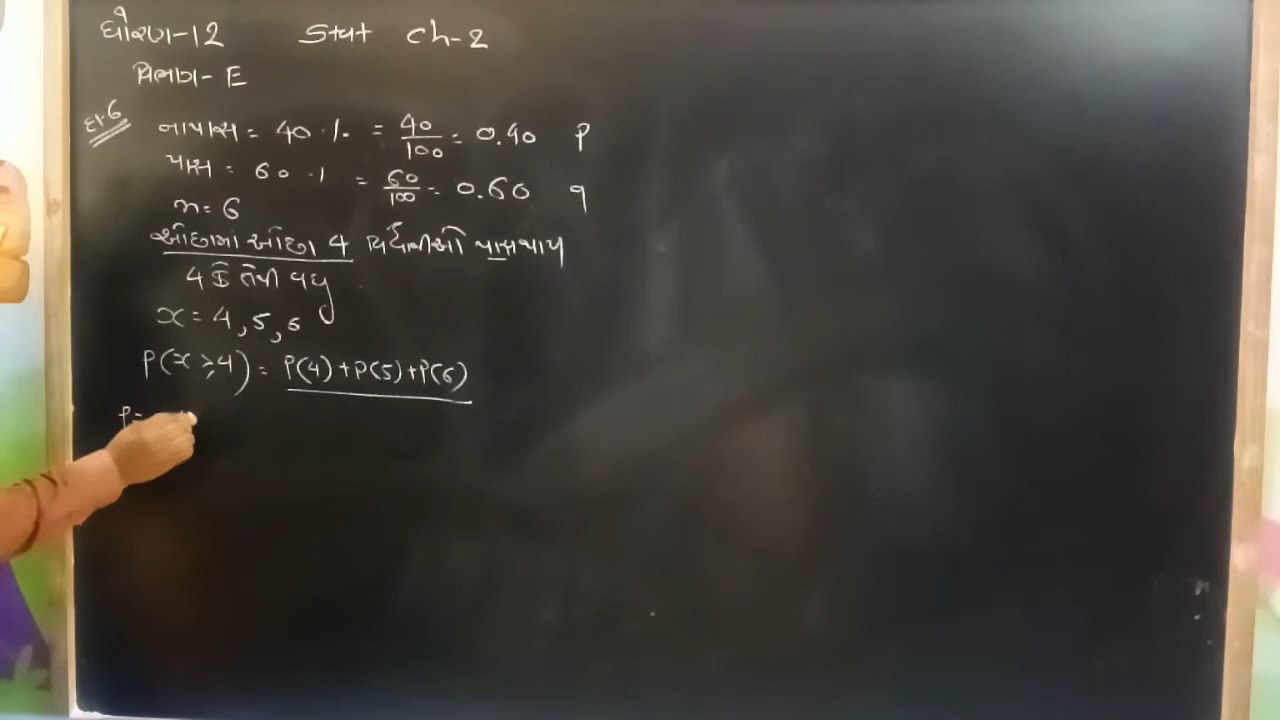 ધોરણ-12 Stat ch-2
વિભાગ- E
દા.6 નાપાસ = 40 % = 40/100 = 0.40 P
પાસ = 60 % = 60/100 = 0.60 q
n = 6
ઓછામાં ઓછા 4 વિદ્યાર્થીઓ પાસ થાય
4 કે તેથી વધુ
x = 4, 5, 6
P(x ≥ 4) = P(4) + P(5) + P(6)
P =